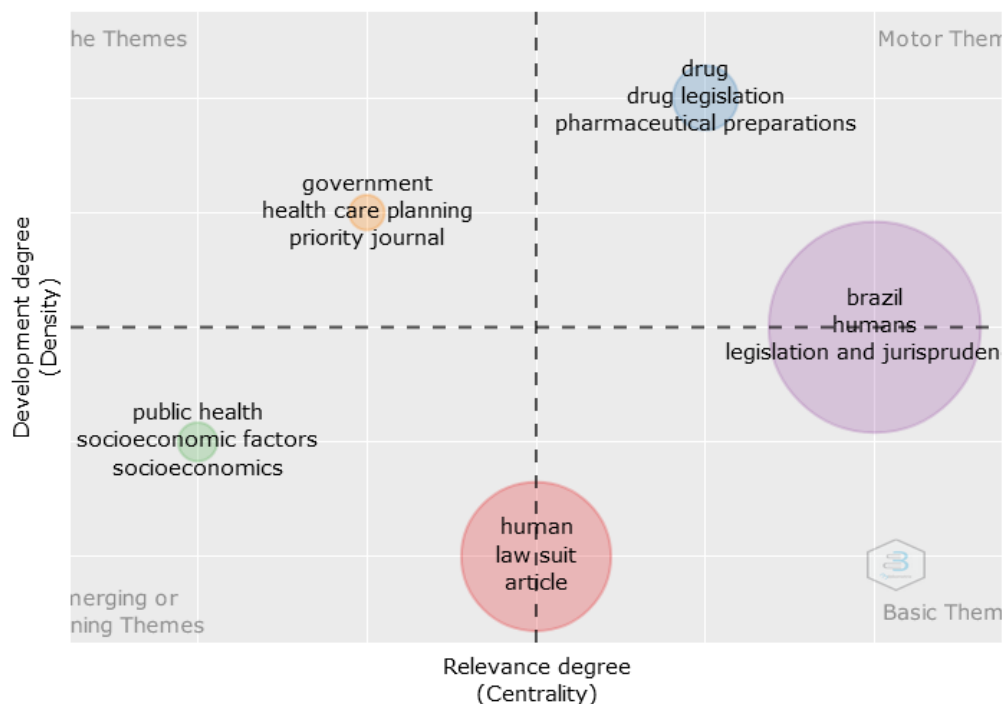 he Themes
Motor Them
drug
drug legislation
pharmaceutical preparations
government
health care planning
priority journal
brazil
humans
legislation and jurispruden
public health
socioeconomic factors
socioeconomics
human
law suit
article
merging or
ning Themes
Basic Them
Development degree
(Density)
Relevance degree
(Centrality)